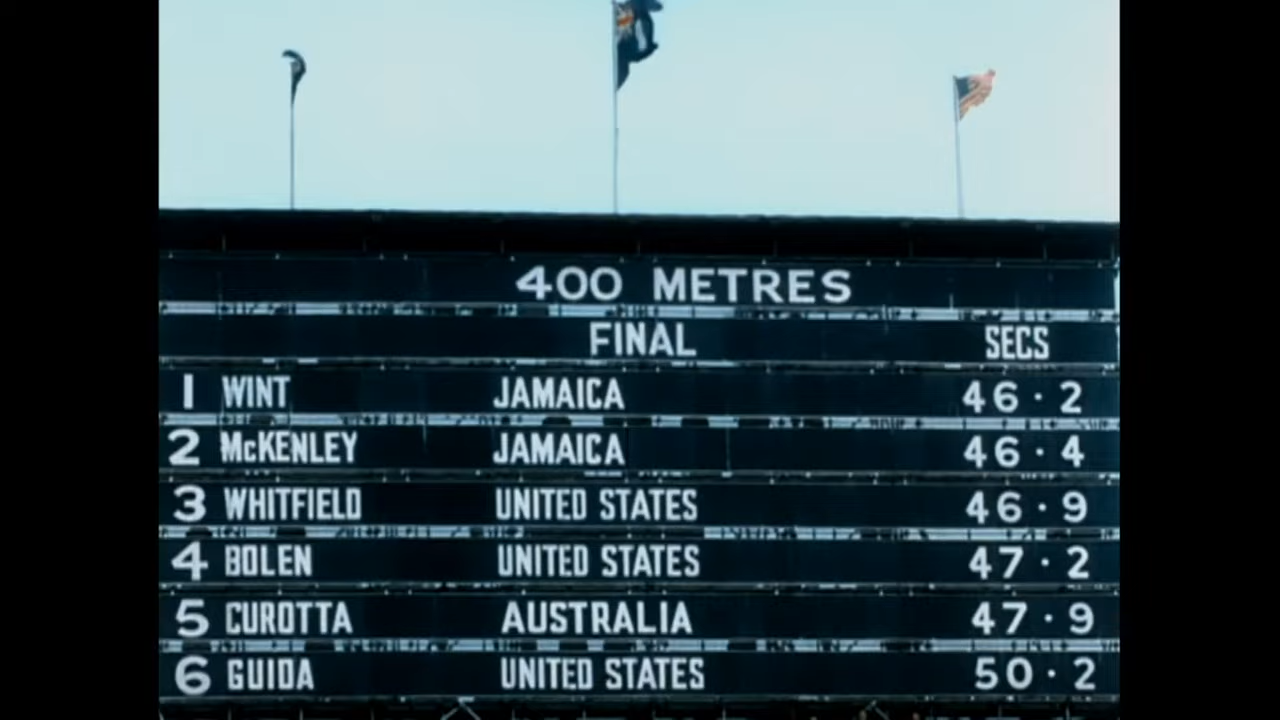 400 METRES
FINAL SECS
1 WINT JAMAICA 46·2
2 McKENLEY JAMAICA 46·4
3 WHITFIELD UNITED STATES 46·9
4 BOLEN UNITED STATES 47·2
5 CUROTTA AUSTRALIA 47·9
6 GUIDA UNITED STATES 50·2